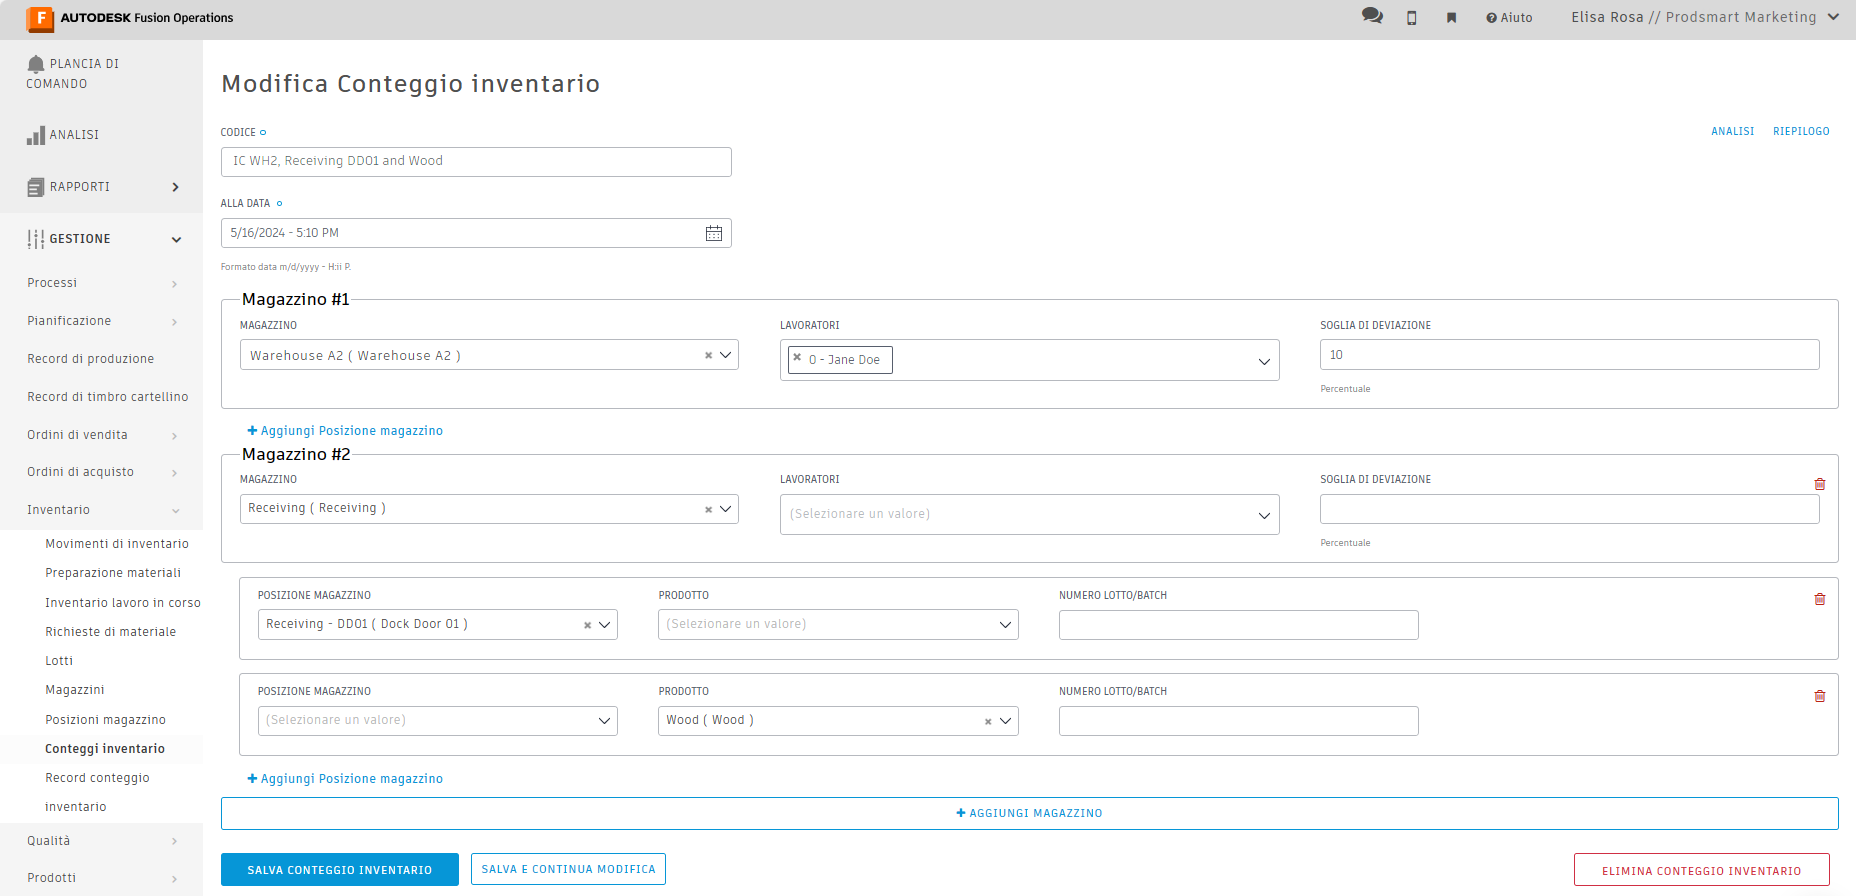 AUTODESK Fusion Operations
Aiuto
Elisa Rosa // Prodsmart Marketing
PLANCIA DI
COMANDO
ANALISI
RAPPORTI
GESTIONE
Processi
Pianificazione
Record di produzione
Record di timbro cartellino
Ordini di vendita
Ordini di acquisto
Inventario
Movimenti di inventario
Preparazione materiali
Inventario lavoro in corso
Richieste di materiale
Lotti
Magazzini
Posizioni magazzino
Conteggi inventario
Record conteggio
inventario
Qualità
Prodotti
Modifica Conteggio inventario
CODICE
ANALISI RIEPILOGO
IC WH2, Receiving DD01 and Wood
ALLA DATA
5/16/2024 - 5:10 PM
Formato data m/d/yyyy - H:ii P.
Magazzino #1
MAGAZZINO LAVORATORI SOGLIA DI DEVIAZIONE
Warehouse A2 ( Warehouse A2 ) × × 0 - Jane Doe 10
Percentuale
+ Aggiungi Posizione magazzino
Magazzino #2
MAGAZZINO LAVORATORI SOGLIA DI DEVIAZIONE
Receiving ( Receiving ) × (Selezionare un valore)
Percentuale
POSIZIONE MAGAZZINO PRODOTTO NUMERO LOTTO/BATCH
Receiving - DD01 ( Dock Door 01 ) × (Selezionare un valore)
POSIZIONE MAGAZZINO PRODOTTO NUMERO LOTTO/BATCH
(Selezionare un valore) Wood ( Wood ) ×
+ Aggiungi Posizione magazzino
+ AGGIUNGI MAGAZZINO
SALVA CONTEGGIO INVENTARIO SALVA E CONTINUA MODIFICA ELIMINA CONTEGGIO INVENTARIO